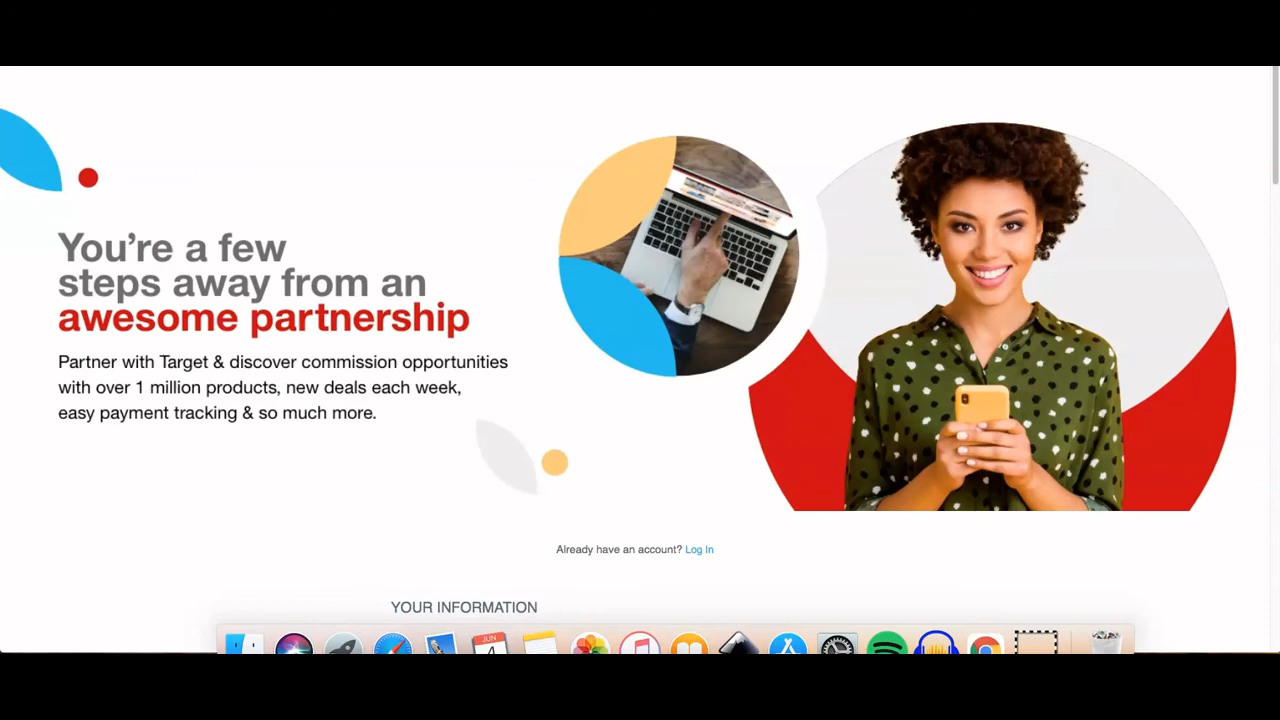 You're a few
steps away from an
awesome partnership
Partner with Target & discover commission opportunities
with over 1 million products, new deals each week,
easy payment tracking & so much more.
Already have an account? Log In
YOUR INFORMATION
JUN
4